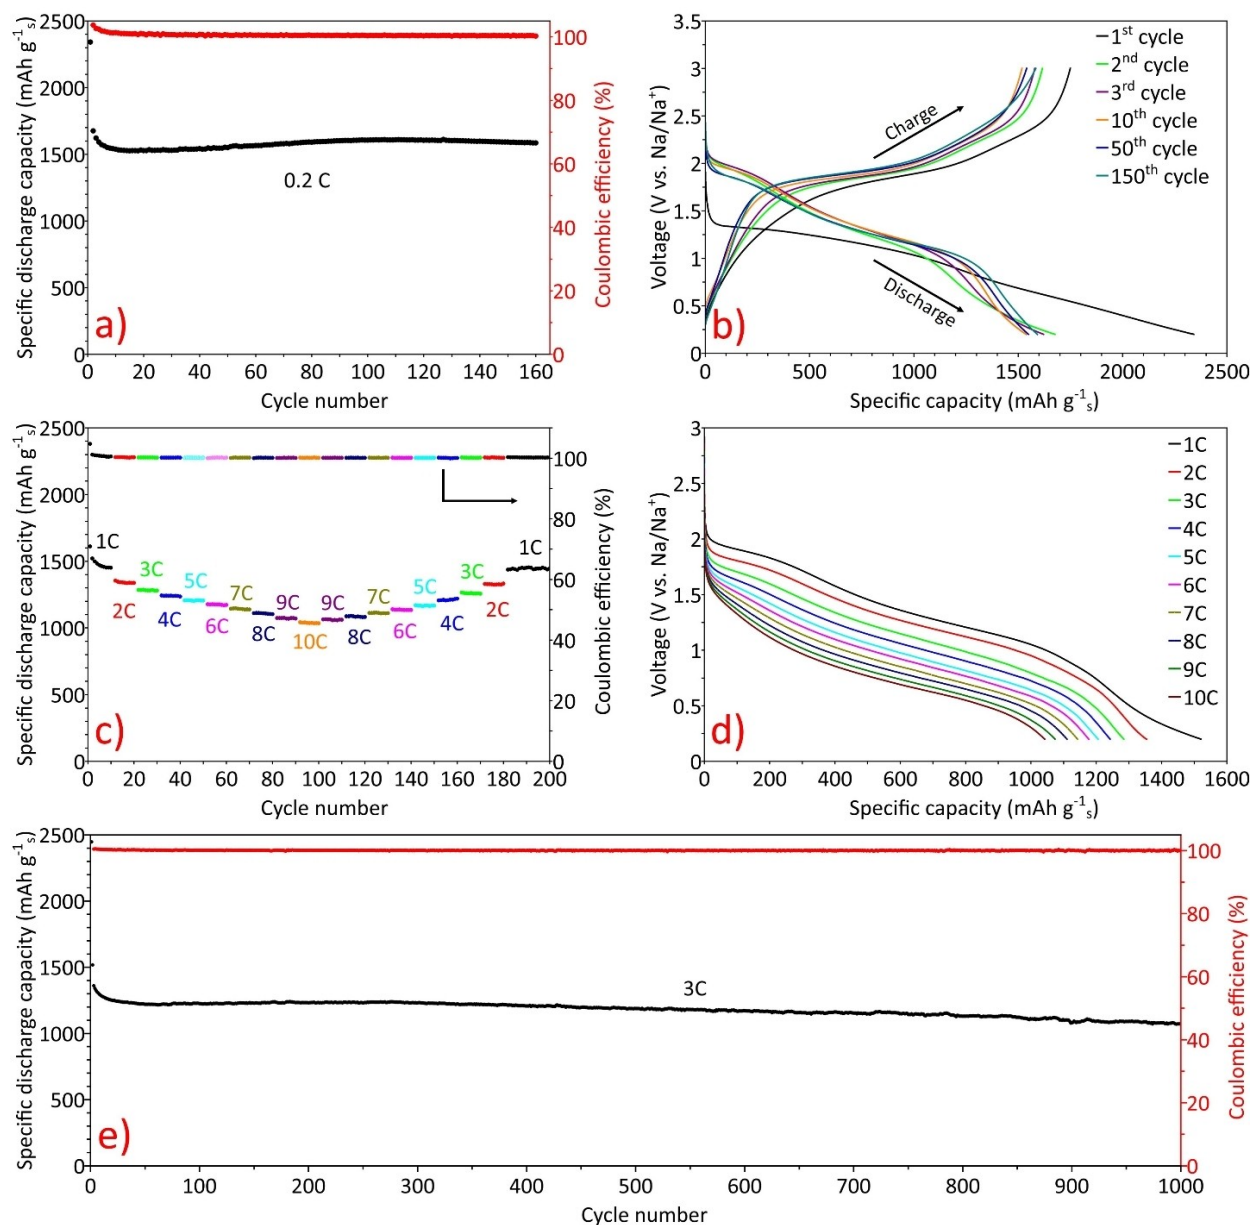 Specific discharge capacity (mAh g⁻¹ₛ)
2500
2000
1500
1000
500
0
0 20 40 60 80 100 120 140 160
Cycle number
100
80
60
40
20
0
Coulombic efficiency (%)
0.2 C
a)
Voltage (V vs. Na/Na⁺)
3.5
3
2.5
2
1.5
1
0.5
0
0 500 1000 1500 2000 2500
Specific capacity (mAh g⁻¹ₛ)
1ˢᵗ cycle
2ⁿᵈ cycle
3ʳᵈ cycle
10ᵗʰ cycle
50ᵗʰ cycle
150ᵗʰ cycle
Charge
Discharge
b)
Specific discharge capacity (mAh g⁻¹ₛ)
2500
2000
1500
1000
500
0
0 20 40 60 80 100 120 140 160 180 200
Cycle number
100
80
60
40
20
0
Coulombic efficiency (%)
1C
2C
3C
4C
5C
6C
7C
8C
9C
10C
9C
8C
7C
6C
5C
4C
3C
2C
1C
c)
Voltage (V vs. Na/Na⁺)
3
2.5
2
1.5
1
0.5
0
0 200 400 600 800 1000 1200 1400 1600
Specific capacity (mAh g⁻¹ₛ)
1C
2C
3C
4C
5C
6C
7C
8C
9C
10C
d)
Specific discharge capacity (mAh g⁻¹ₛ)
2500
2000
1500
1000
500
0
0 100 200 300 400 500 600 700 800 900 1000
Cycle number
100
80
60
40
20
0
Coulombic efficiency (%)
3C
e)